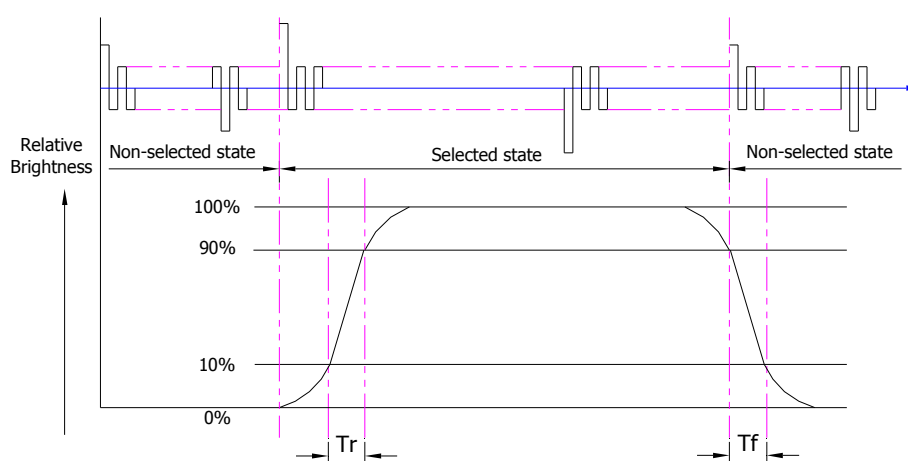 Relative
Brightness
Non-selected state
Selected state
Non-selected state
100%
90%
10%
0%
Tr
Tf